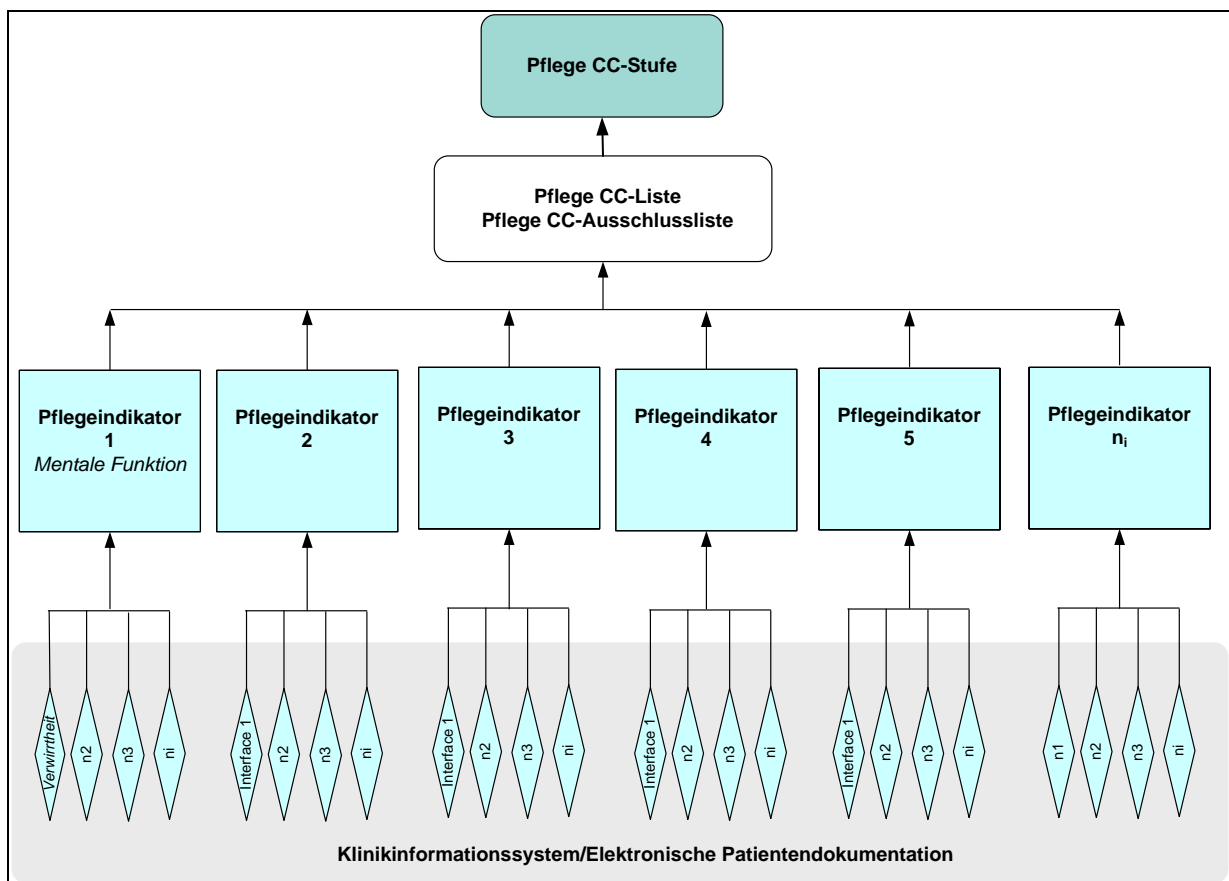 Pflege CC-Stufe
Pflege CC-Liste
Pflege CC-Ausschlussliste
Pflegeindikator
1
Mentale Funktion
Pflegeindikator
2
Pflegeindikator
3
Pflegeindikator
4
Pflegeindikator
5
Pflegeindikator
ni
Verwirrtheit
n2
n3
ni
Interface 1
n2
n3
ni
Interface 1
n2
n3
ni
Interface 1
n2
n3
ni
Interface 1
n2
n3
ni
n1
n2
n3
ni
Klinikinformationssystem/Elektronische Patientendokumentation